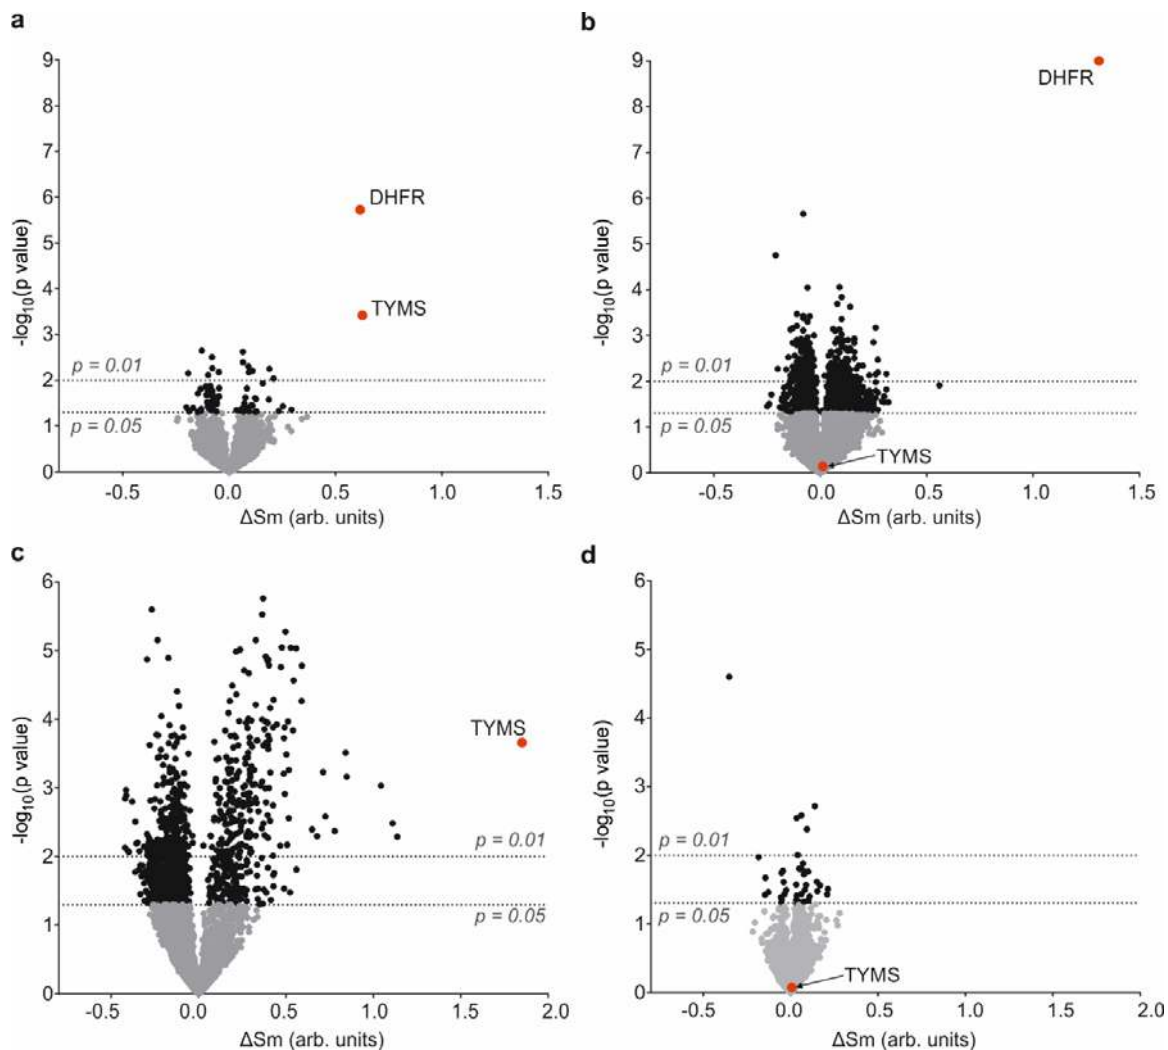 a
9
8
7
6
5
4
3
2
1
0
-log10(p value)
DHFR
TYMS
p = 0.01
p = 0.05
-0.5
0.0
0.5
1.0
1.5
ΔSm (arb. units)
b
9
8
7
6
5
4
3
2
1
0
-log10(p value)
DHFR
p = 0.01
p = 0.05
TYMS
-0.5
0.0
0.5
1.0
1.5
ΔSm (arb. units)
c
6
5
4
3
2
1
0
-log10(p value)
TYMS
p = 0.01
p = 0.05
-0.5
0.0
0.5
1.0
1.5
2.0
ΔSm (arb. units)
d
6
5
4
3
2
1
0
-log10(p value)
p = 0.01
p = 0.05
TYMS
-0.5
0.0
0.5
1.0
1.5
2.0
ΔSm (arb. units)